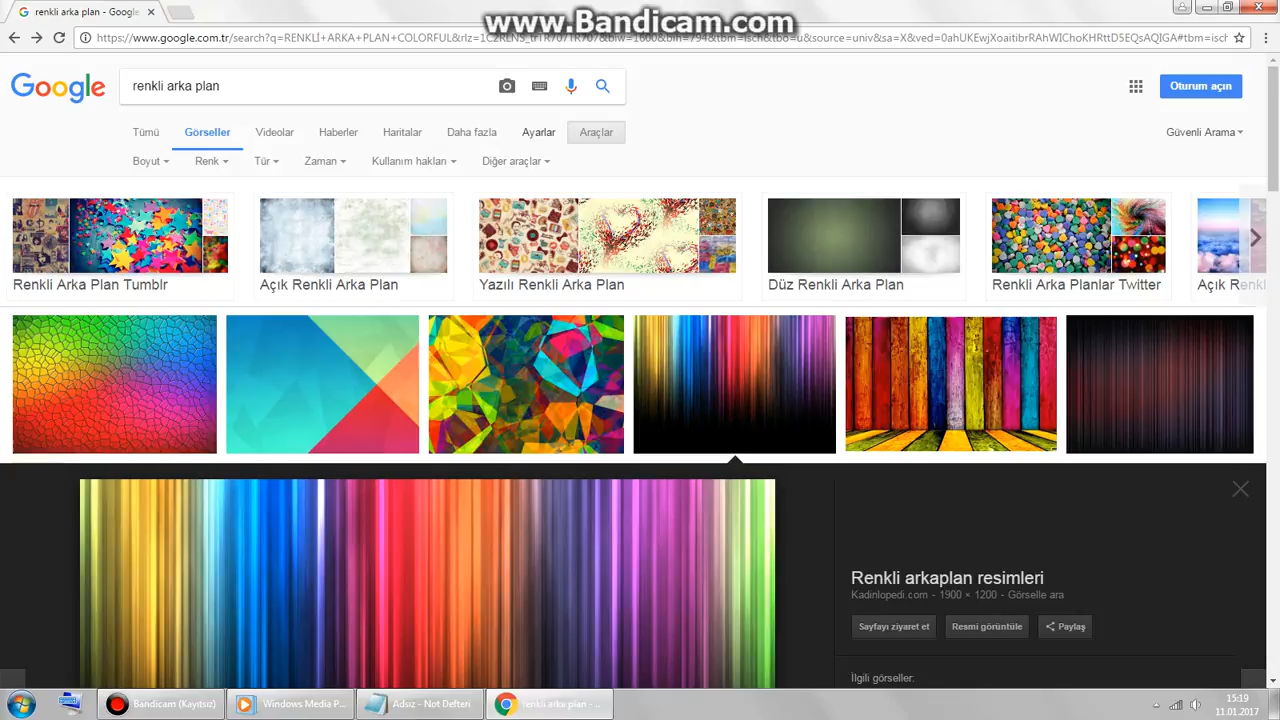 renkli arka plan - Google
www.Bandicam.com
Google
renkli arka plan
Oturum açın
Tümü Görseller Videolar Haberler Haritalar Daha fazla Ayarlar Araçlar
Güvenli Arama
Boyut Renk Tür Zaman Kullanım hakları Diğer araçlar
Renkli Arka Plan Tumblr
Açık Renkli Arka Plan
Yazılı Renkli Arka Plan
Düz Renkli Arka Plan
Renkli Arka Planlar Twitter
Açık Renkli
Renkli arkaplan resimleri
Kadinlopedi.com - 1900 × 1200 - Görselle ara
Sayfayı ziyaret et Resmi görüntüle Paylaş
İlgili görseller:
Bandicam (Kayıtsız) Windows Media P... Adsız - Not Defteri renkli arka plan - ...
15:19
11.01.2017